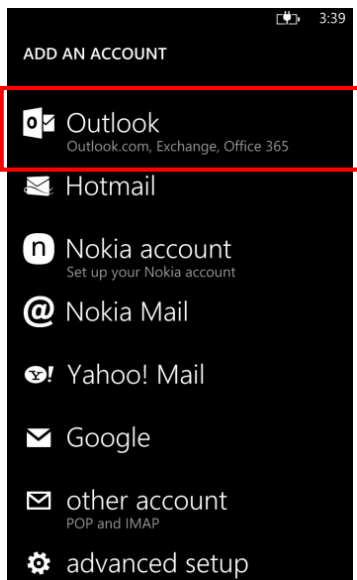 3:39
ADD AN ACCOUNT
Outlook
Outlook.com, Exchange, Office 365
Hotmail
n Nokia account
Set up your Nokia account
@ Nokia Mail
Y! Yahoo! Mail
Google
other account
POP and IMAP
advanced setup